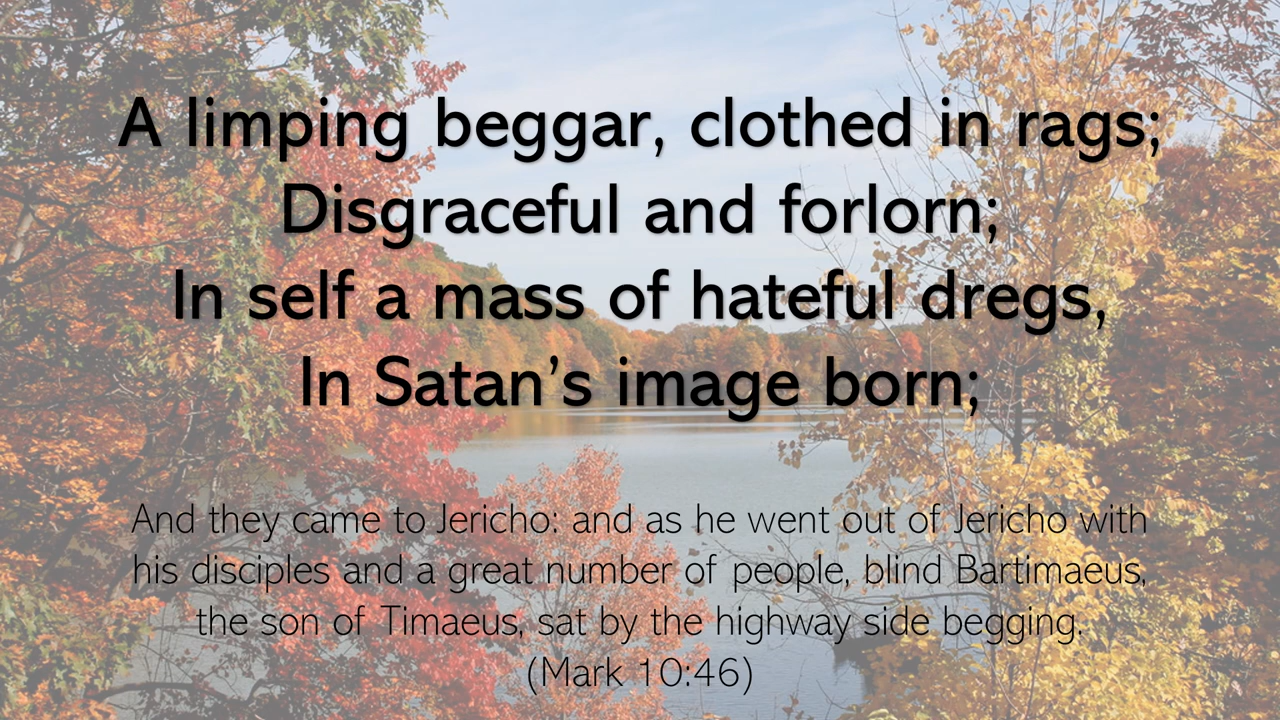 A limping beggar, clothed in rags;
Disgraceful and forlorn;
In self a mass of hateful dregs,
In Satan’s image born;
And they came to Jericho: and as he went out of Jericho with
his disciples and a great number of people, blind Bartimaeus,
the son of Timaeus, sat by the highway side begging.
(Mark 10:46)